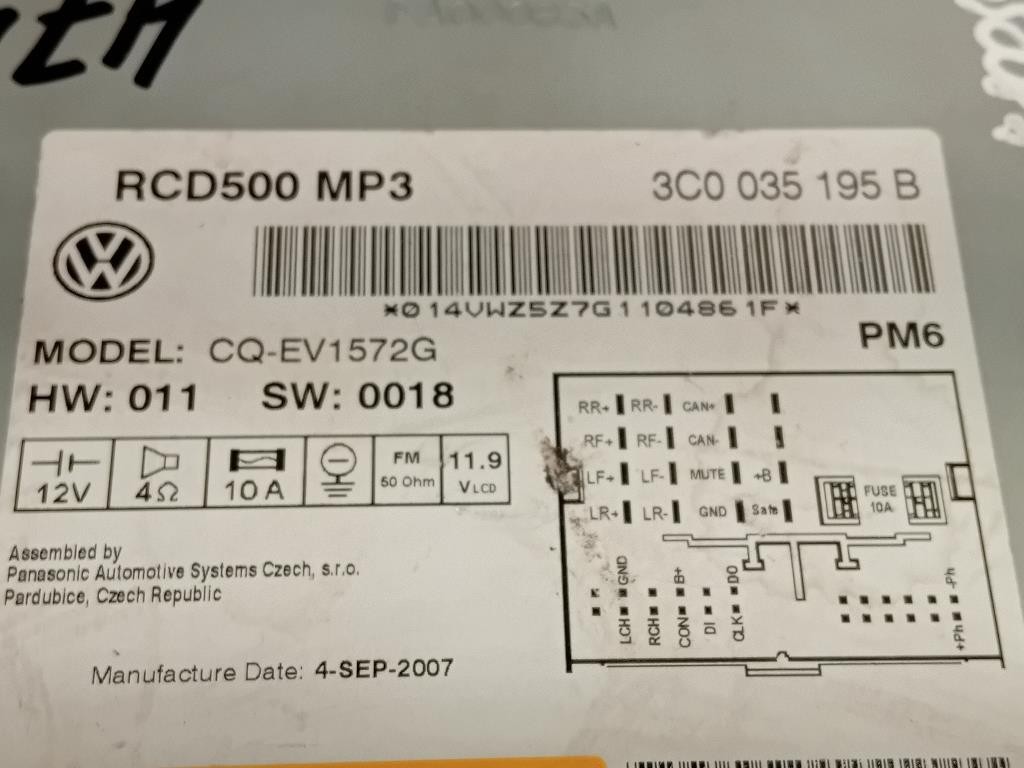 RCD500 MP3 3C0 035 195 B
*014VWZ5Z7G1104861F*
PM6
MODEL: CQ-EV1572G
HW: 011 SW: 0018
12V 4Ω 10A FM 50 Ohm 11.9 VLCD
RR+ RR- CAN+
RF+ RF- CAN-
LF+ LF- MUTE +B
LR+ LR- GND Safe
FUSE
10A
Assembled by
Panasonic Automotive Systems Czech, s.r.o.
Pardubice, Czech Republic
LCH GND
RCH
CON B+
DI
CLK DO
-Ph
+Ph
Manufacture Date: 4-SEP-2007